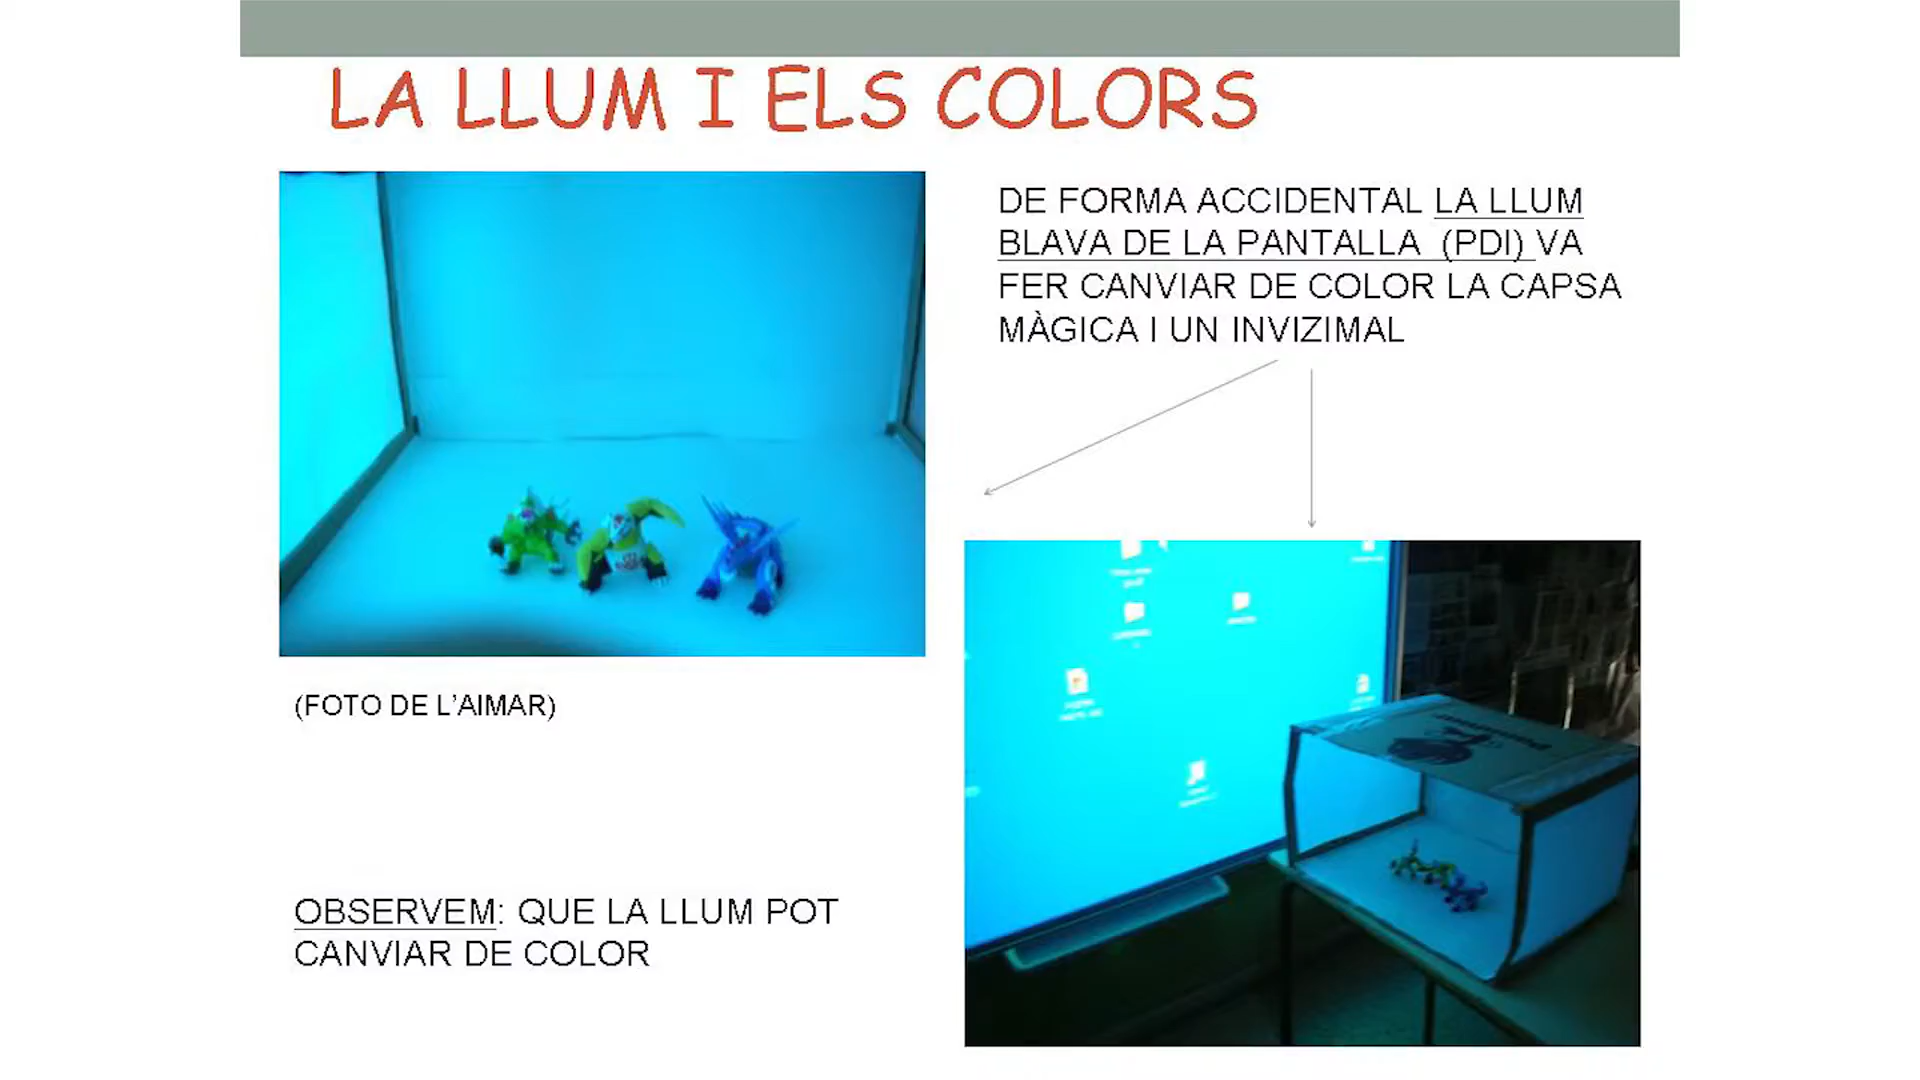 LA LLUM I ELS COLORS
DE FORMA ACCIDENTAL LA LLUM
BLAVA DE LA PANTALLA (PDI) VA
FER CANVIAR DE COLOR LA CAPSA
MÀGICA I UN INVIZIMAL
(FOTO DE L'AIMAR)
OBSERVEM: QUE LA LLUM POT
CANVIAR DE COLOR